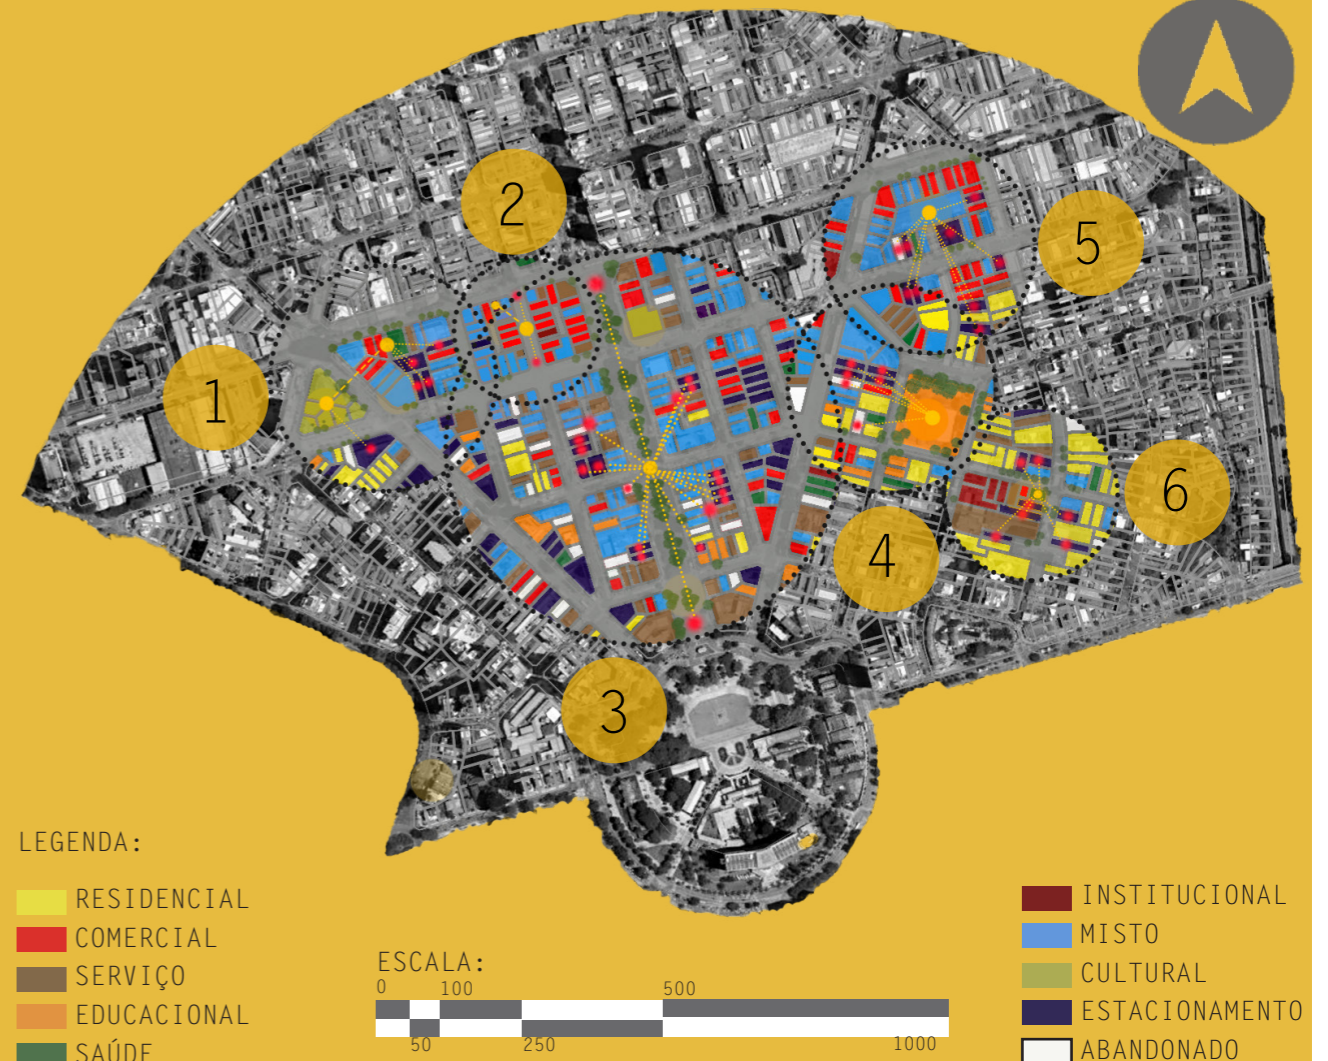 2
5
1
6
4
3
LEGENDA:
RESIDENCIAL
COMERCIAL
SERVIÇO
EDUCACIONAL
SAÚDE
ESCALA:
0 100 500
50 250 1000
INSTITUCIONAL
MISTO
CULTURAL
ESTACIONAMENTO
ABANDONADO